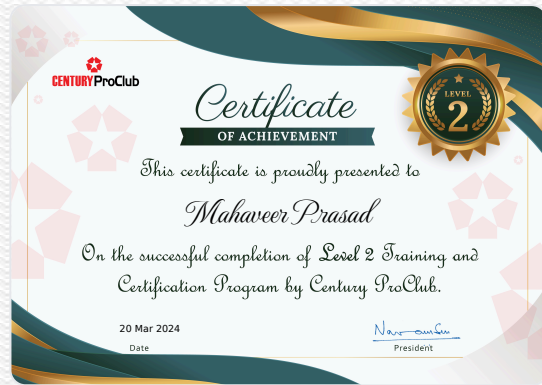 CENTURY ProClub
Certificate
OF ACHIEVEMENT
LEVEL
2
This certificate is proudly presented to
Mahaveer Prasad
On the successful completion of Level 2 Training and
Certification Program by Century ProClub.
20 Mar 2024
Date
President